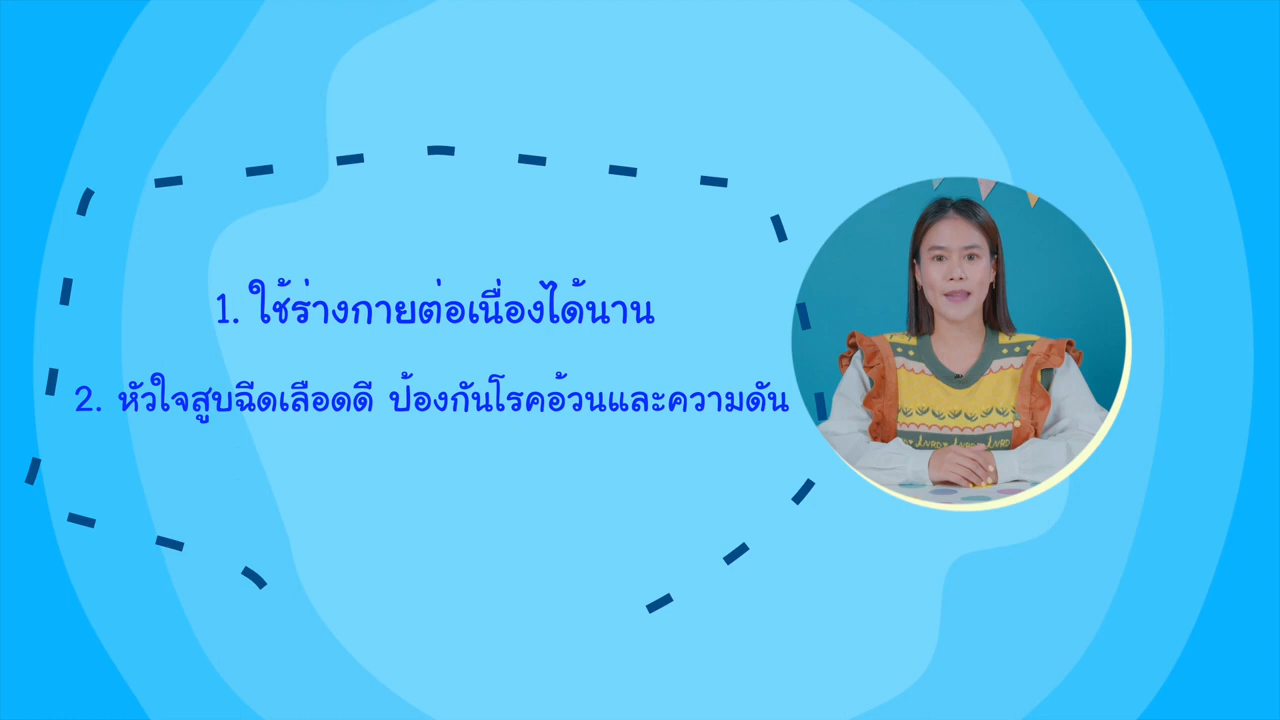 1. ใช้ร่างกายต่อเนื่องได้นาน
2. หัวใจสูบฉีดเลือดดี ป้องกันโรคอ้วนและความดัน